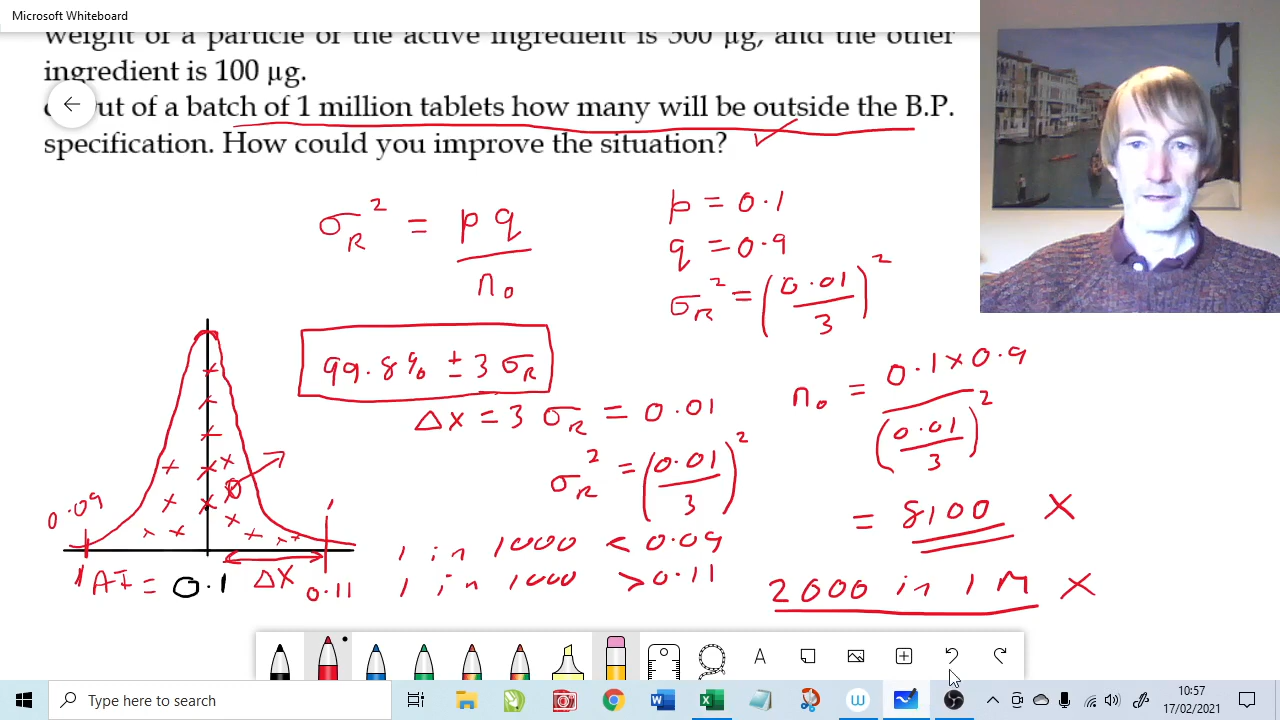 Microsoft Whiteboard
weight of a particle of the active ingredient is 500 µg, and the other
ingredient is 100 µg.
out of a batch of 1 million tablets how many will be outside the B.P.
specification. How could you improve the situation?
σR² = pq / n₀
p = 0.1
q = 0.9
σR² = (0.01/3)²
99.8% ± 3σR
Δx = 3σR = 0.01
σR² = (0.01/3)²
n₀ = 0.1×0.9 / (0.01/3)²
= 8100 X
0.09
1 in 1000 < 0.09
1 in 1000 > 0.11
AI = 0.1
Δx
0.11
2000 in 1M X
A
Type here to search
10:57
17/02/2021